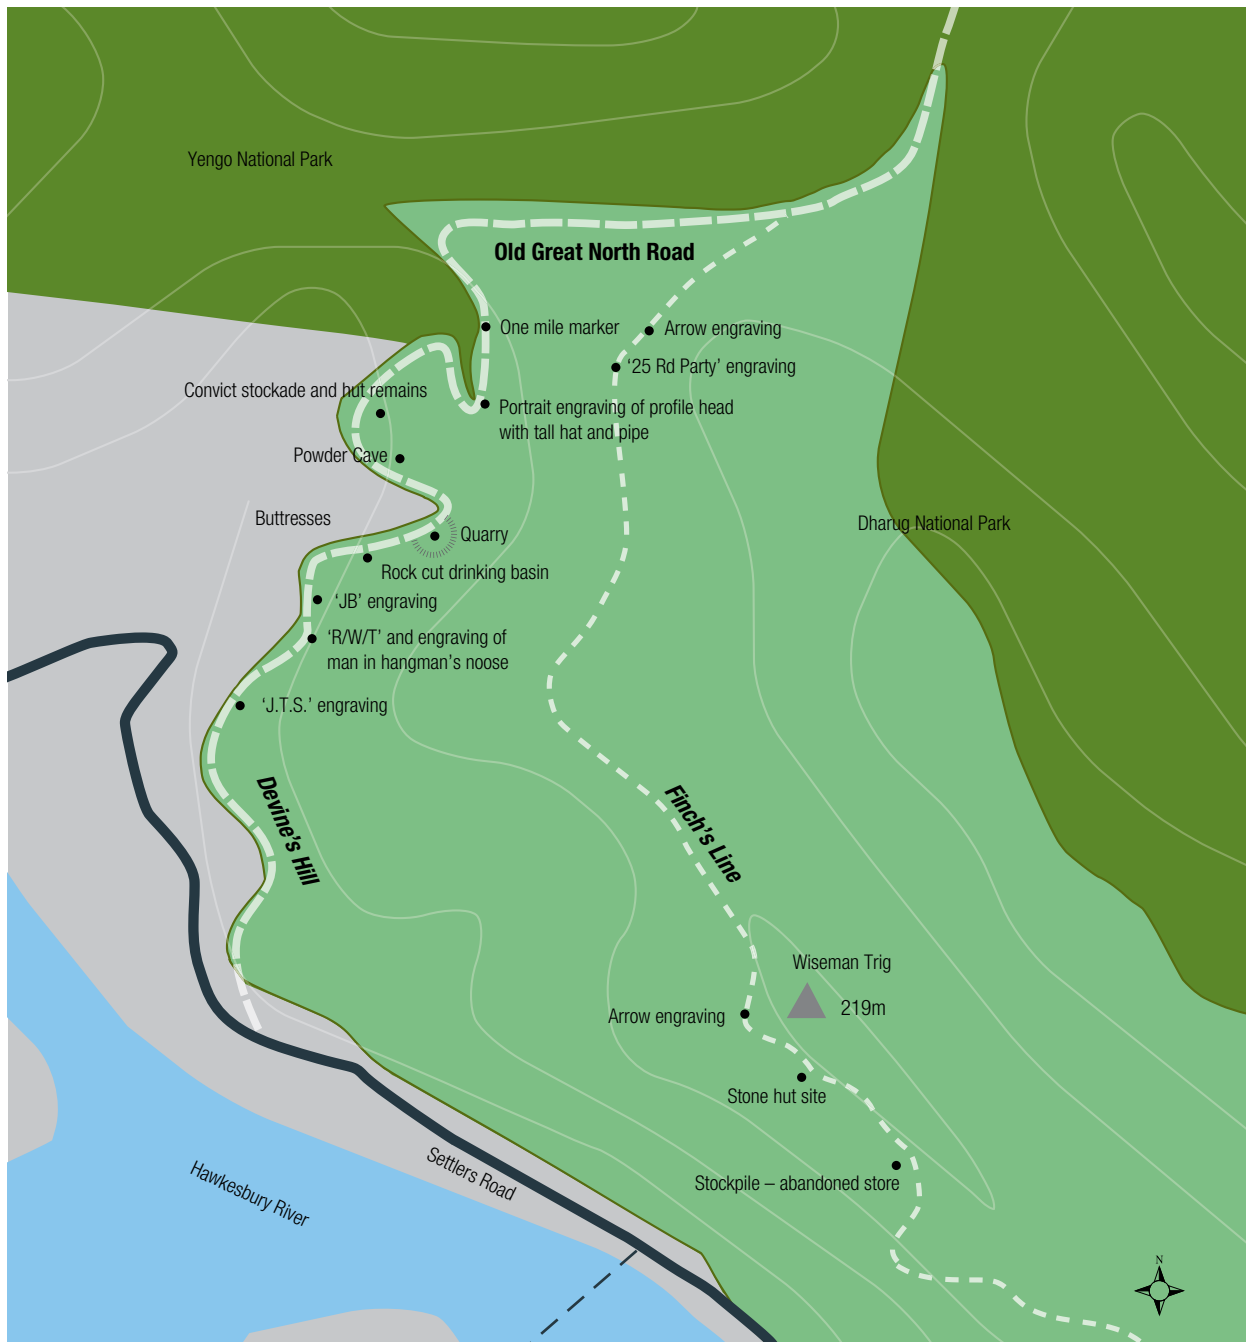 Yengo National Park
Old Great North Road
One mile marker
Arrow engraving
‘25 Rd Party’ engraving
Convict stockade and hut remains
Portrait engraving of profile head
with tall hat and pipe
Powder Cave
Buttresses
Quarry
Dharug National Park
Rock cut drinking basin
‘JB’ engraving
‘R/W/T’ and engraving of
man in hangman’s noose
‘J.T.S.’ engraving
Devine’s Hill
Finch’s Line
Wiseman Trig
219m
Arrow engraving
Stone hut site
Stockpile – abandoned store
Settlers Road
Hawkesbury River
N